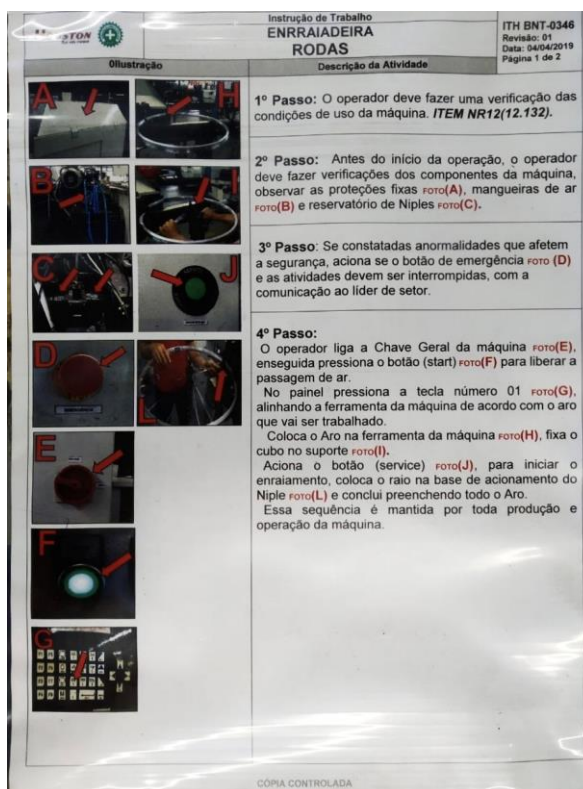 Instrução de Trabalho
ENRRAIADEIRA
RODAS
ITH BNT-0346
Revisão: 01
Data: 04/04/2019
Página 1 de 2
0Ilustração
Descrição da Atividade
A
H
B
I
C
J
D
L
E
F
G
1º Passo: O operador deve fazer uma verificação das
condições de uso da máquina. ITEM NR12(12.132).
2º Passo: Antes do início da operação, o operador
deve fazer verificações dos componentes da máquina,
observar as proteções fixas FOTO(A), mangueiras de ar
FOTO(B) e reservatório de Niples FOTO(C).
3º Passo: Se constatadas anormalidades que afetem
a segurança, aciona se o botão de emergência FOTO (D)
e as atividades devem ser interrompidas, com a
comunicação ao líder de setor.
4º Passo:
O operador liga a Chave Geral da máquina FOTO(E),
enseguida pressiona o botão (start) FOTO(F) para liberar a
passagem de ar.
No painel pressiona a tecla número 01 FOTO(G),
alinhando a ferramenta da máquina de acordo com o aro
que vai ser trabalhado.
Coloca o Aro na ferramenta da máquina FOTO(H), fixa o
cubo no suporte FOTO(I).
Aciona o botão (service) FOTO(J), para iniciar o
enraiamento, coloca o raio na base de acionamento do
Niple FOTO(L) e conclui preenchendo todo o Aro.
Essa sequência é mantida por toda produção e
operação da máquina.
CÓPIA CONTROLADA